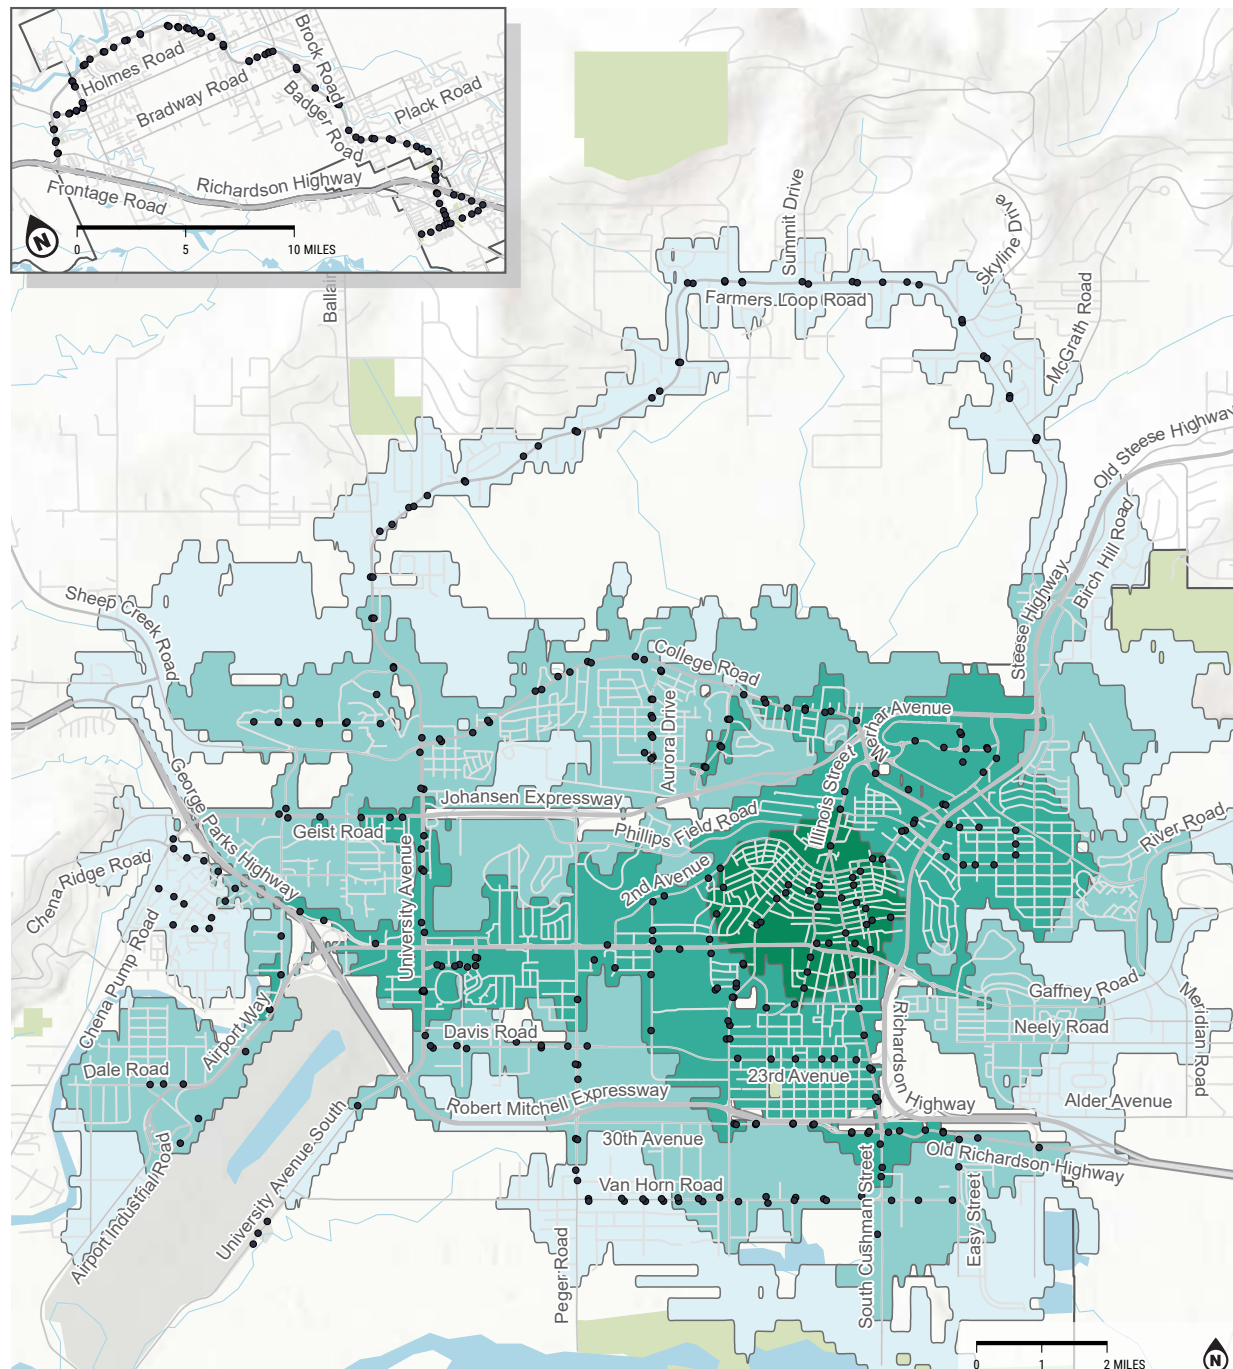 Holmes Road
Bradway Road
Brock Road
Badger Road
Plack Road
Richardson Highway
Frontage Road
N
0 5 10 MILES
Summit Drive
Skyline Drive
Farmers Loop Road
McGrath Road
Old Steese Highway
Birch Hill Road
Steese Highway
Sheep Creek Road
College Road
Aurora Drive
Merhar Avenue
George Parks Highway
Johansen Expressway
Illinois Street
Geist Road
Phillips Field Road
River Road
Chena Ridge Road
University Avenue
2nd Avenue
Chena Pump Road
Gaffney Road
Meridian Road
Airport Way
Davis Road
Richardson Highway
Neely Road
Dale Road
23rd Avenue
Robert Mitchell Expressway
Alder Avenue
30th Avenue
Old Richardson Highway
Airport Industrial Road
University Avenue South
Van Horn Road
South Cushman Street
Easy Street
Peger Road
0 1 2 MILES
N